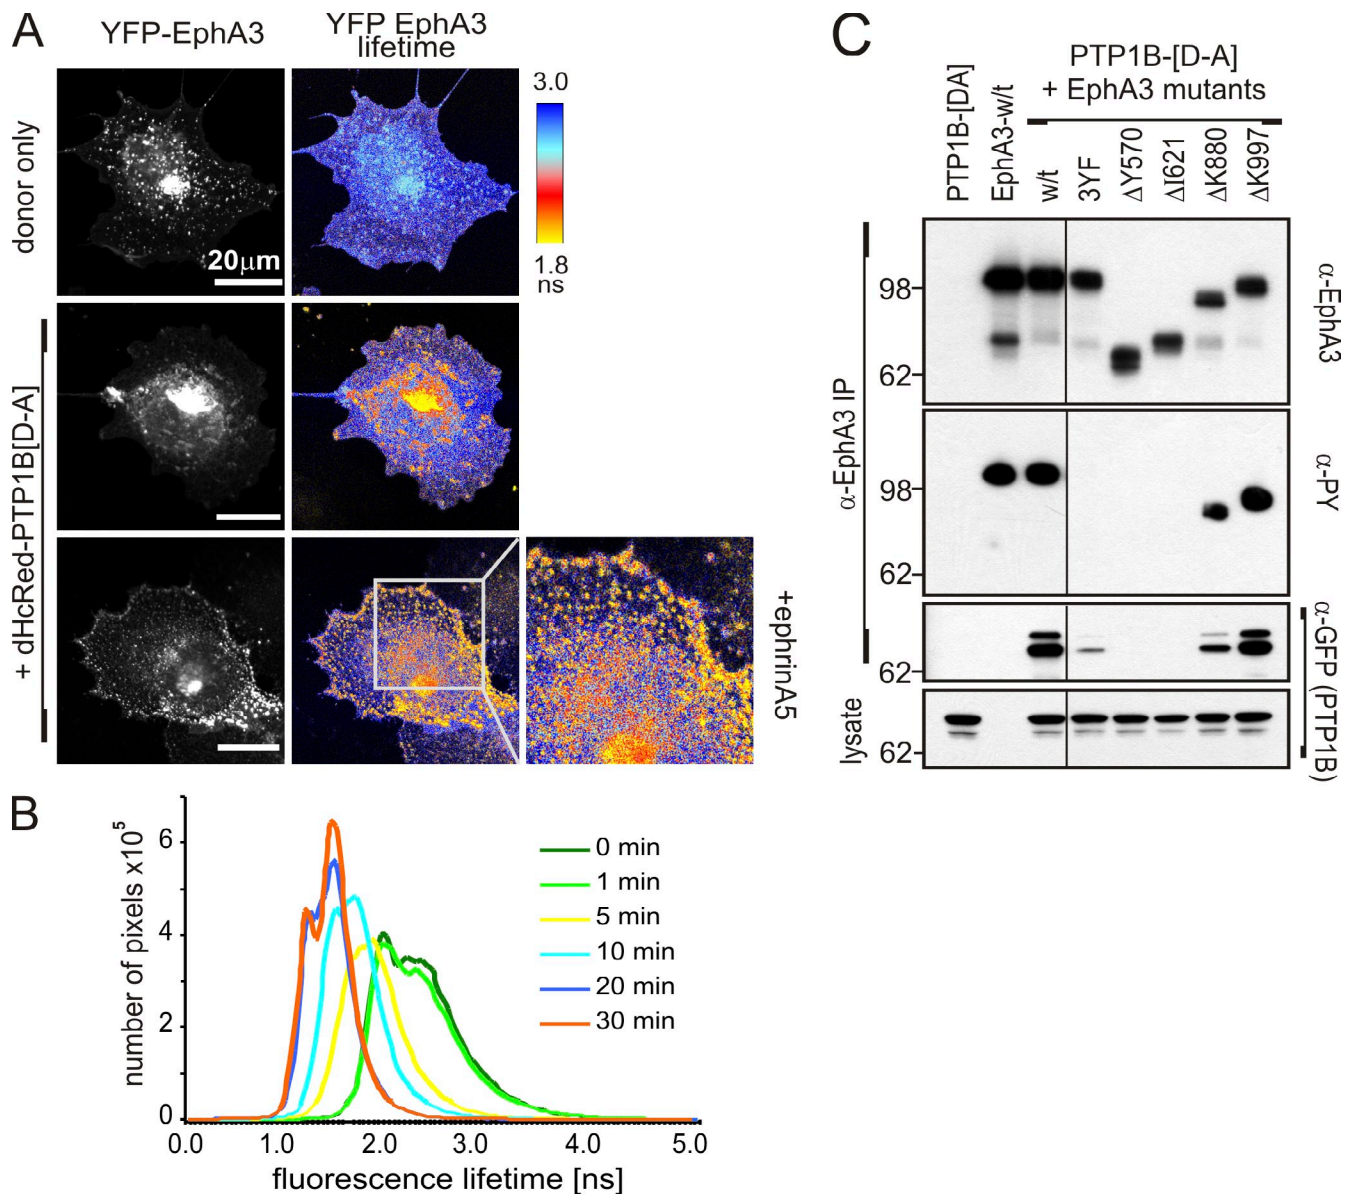 A
YFP-EphA3
YFP EphA3
lifetime
donor only
20μm
3.0
1.8
ns
+ dHcRed-PTP1B[D-A]
+ephrinA5
B
number of pixels x10⁵
6
4
2
0
0.0 1.0 2.0 3.0 4.0 5.0
fluorescence lifetime [ns]
0 min
1 min
5 min
10 min
20 min
30 min
C
PTP1B-[D-A]
+ EphA3 mutants
PTP1B-[DA]
EphA3-w/t
w/t
3YF
ΔY570
ΔI621
ΔK880
ΔK997
α-EphA3 IP
98
62
α-EphA3
98
62
α-PY
62
α-GFP (PTP1B)
lysate
62